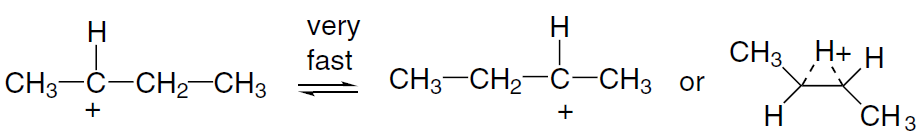 H
CH3—C—CH2—CH3
+
very
fast
H
CH3—CH2—C—CH3
+
or
CH3 H+ H
H CH3